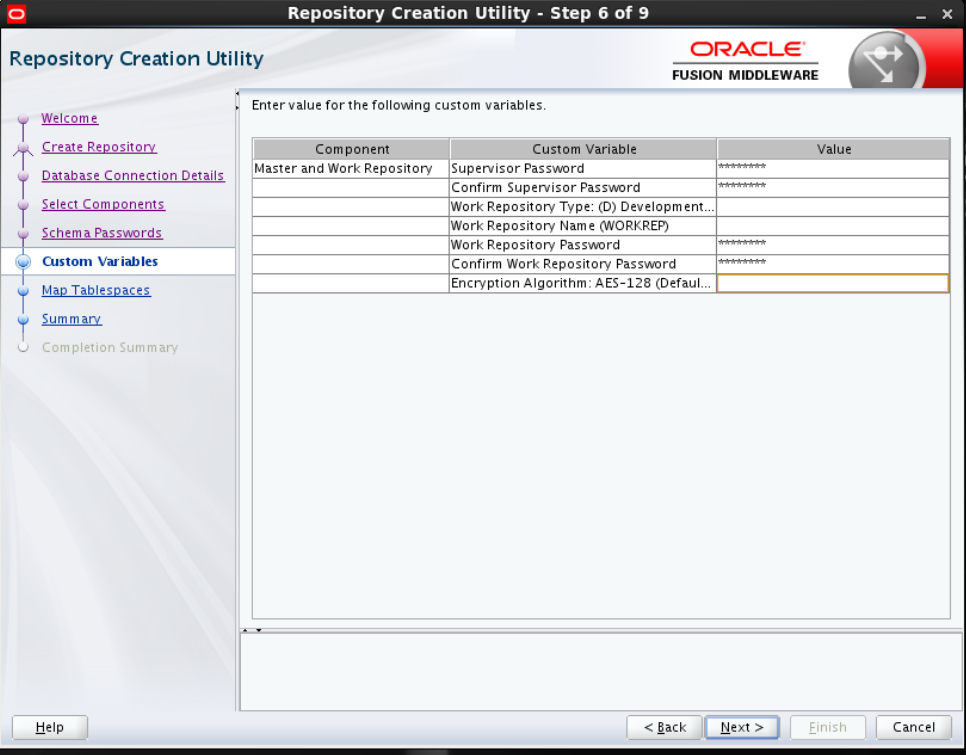 Repository Creation Utility - Step 6 of 9
Repository Creation Utility
ORACLE
FUSION MIDDLEWARE
Welcome
Create Repository
Database Connection Details
Select Components
Schema Passwords
Custom Variables
Map Tablespaces
Summary
Completion Summary
Enter value for the following custom variables.
Component Custom Variable Value
Master and Work Repository Supervisor Password ********
Confirm Supervisor Password ********
Work Repository Type: (D) Development...
Work Repository Name (WORKREP)
Work Repository Password ********
Confirm Work Repository Password ********
Encryption Algorithm: AES-128 (Defaul...
Help < Back Next > Finish Cancel